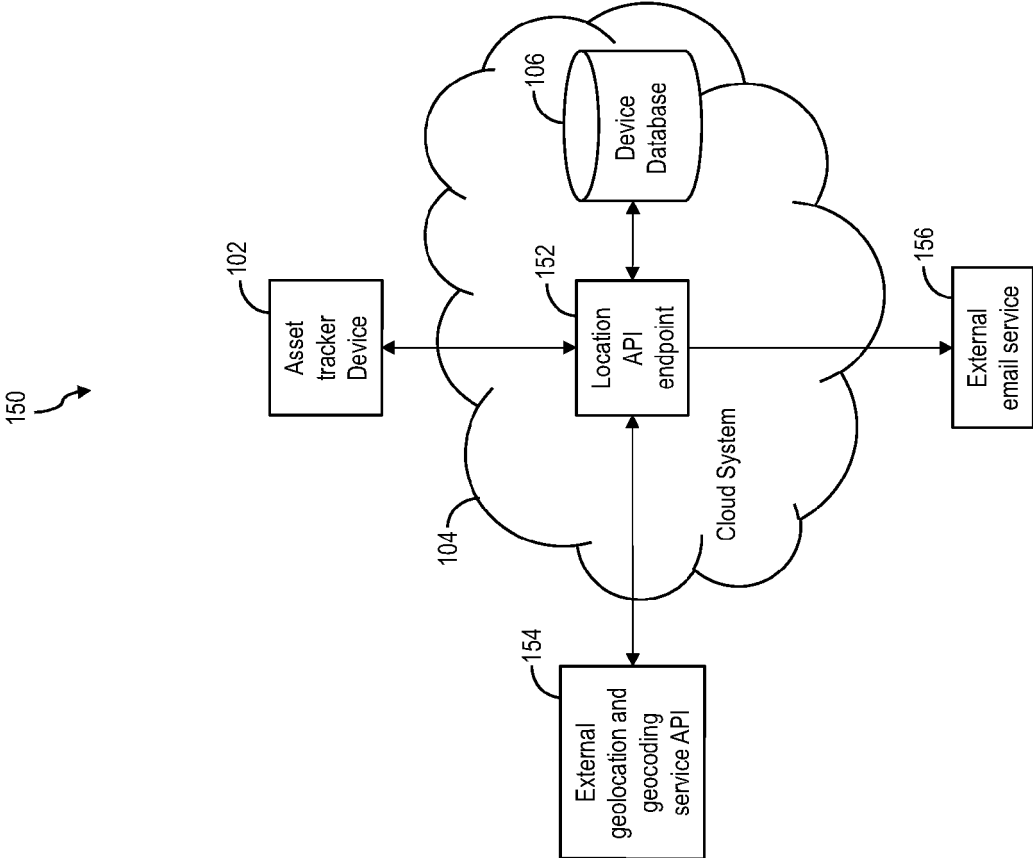 150
102
Asset
tracker
Device
104
152
Location
API
endpoint
106
Device
Database
Cloud System
154
External
geolocation and
geocoding
service API
156
External
email service